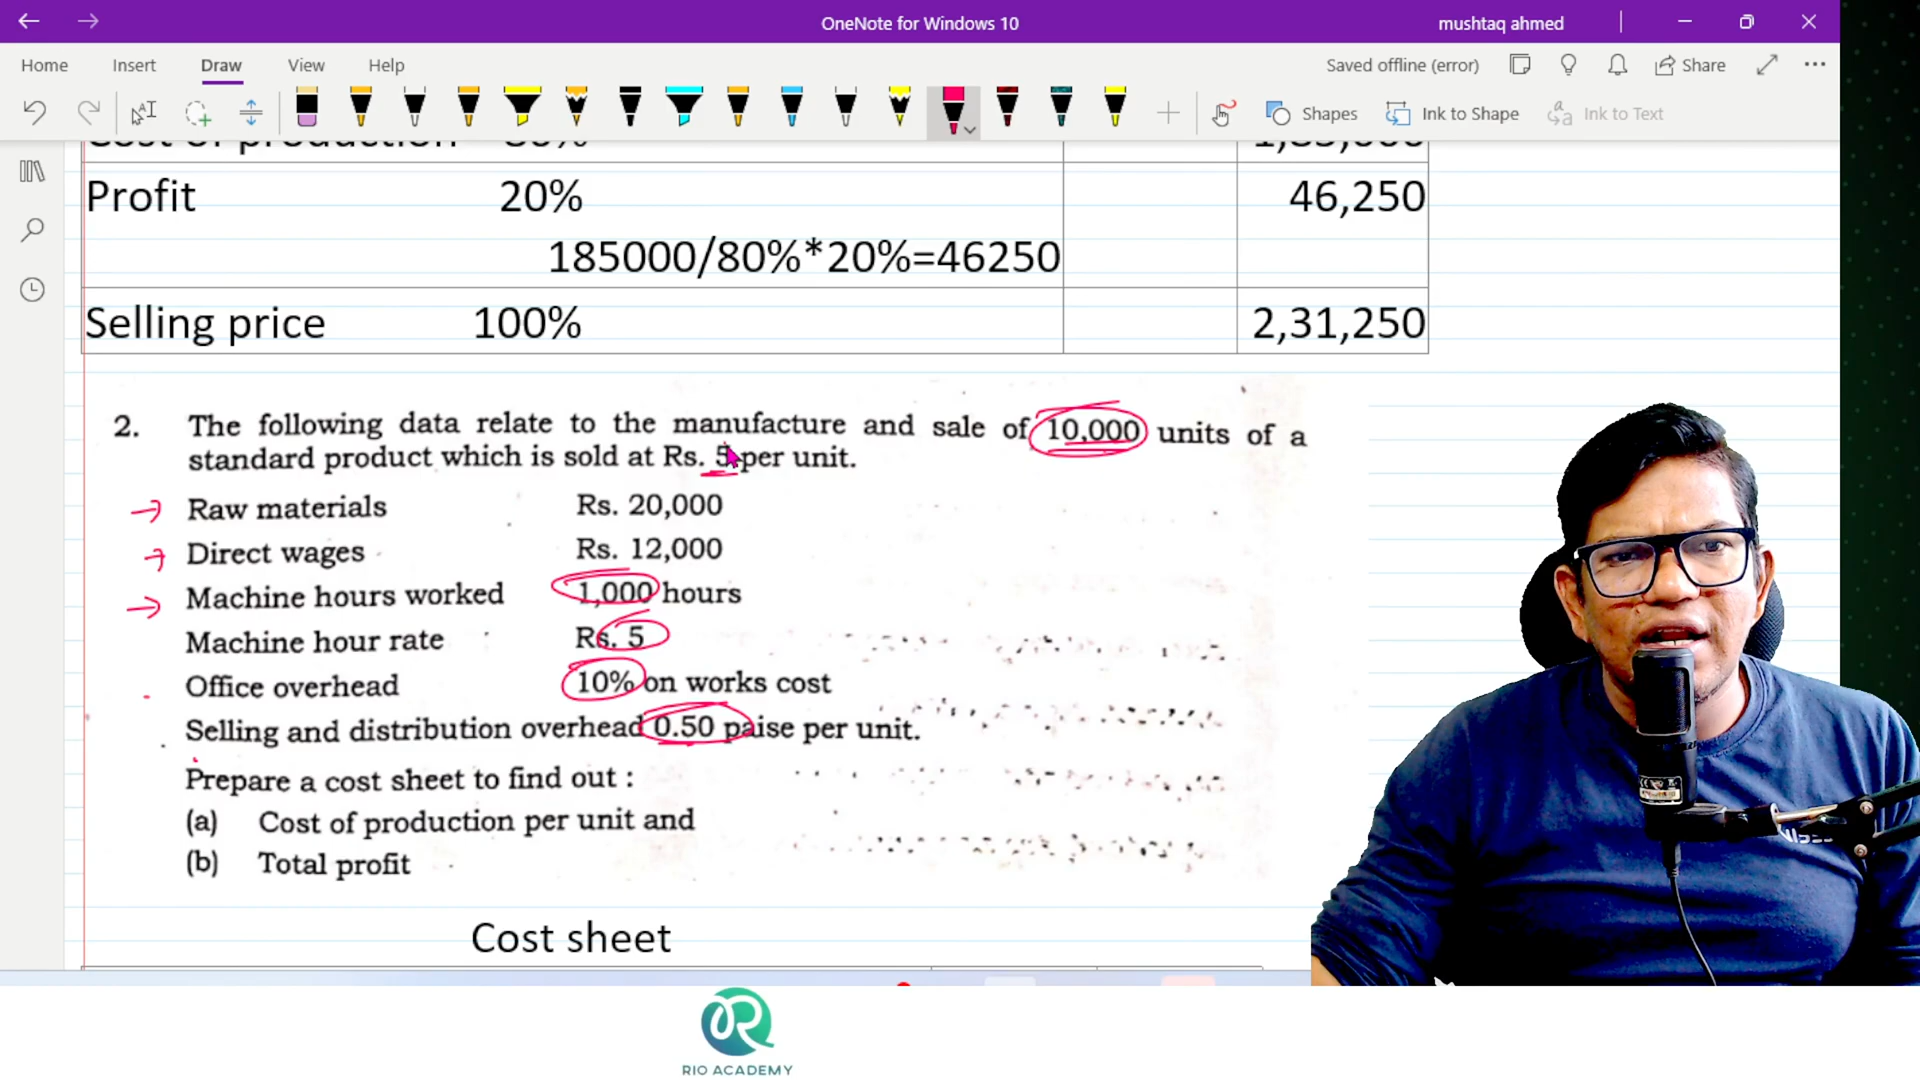 OneNote for Windows 10
mushtaq ahmed
Home Insert Draw View Help
Saved offline (error) Share
Shapes Ink to Shape Ink to Text
Cost of production
Profit 20% 46,250
185000/80%*20%=46250
Selling price 100% 2,31,250
2. The following data relate to the manufacture and sale of 10,000 units of a
standard product which is sold at Rs. 5 per unit.
Raw materials Rs. 20,000
Direct wages Rs. 12,000
Machine hours worked 1,000 hours
Machine hour rate Rs. 5
Office overhead 10% on works cost
Selling and distribution overhead 0.50 paise per unit.
Prepare a cost sheet to find out :
(a) Cost of production per unit and
(b) Total profit
Cost sheet
RIO ACADEMY